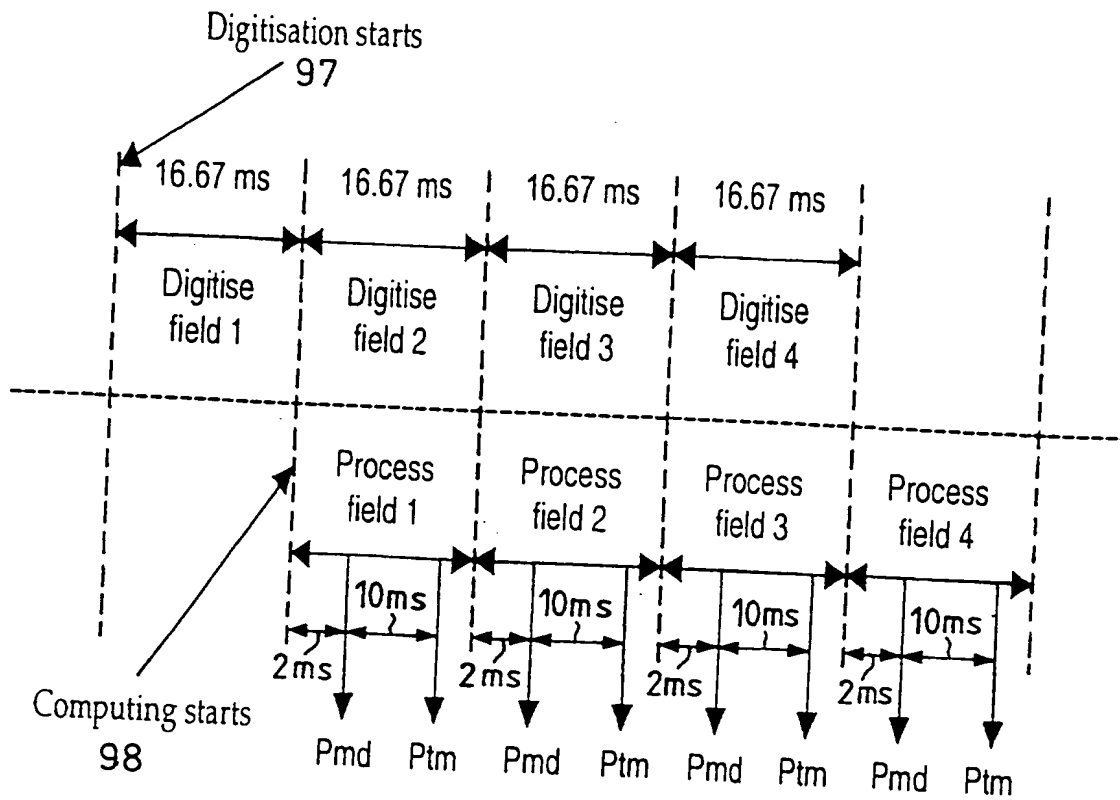 Digitisation starts
97
16.67 ms 16.67 ms 16.67 ms 16.67 ms
Digitise field 1
Digitise field 2
Digitise field 3
Digitise field 4
Process field 1
Process field 2
Process field 3
Process field 4
10ms 10ms 10ms 10ms
2ms 2ms 2ms 2ms
Computing starts
98
Pmd Ptm Pmd Ptm Pmd Ptm Pmd Ptm